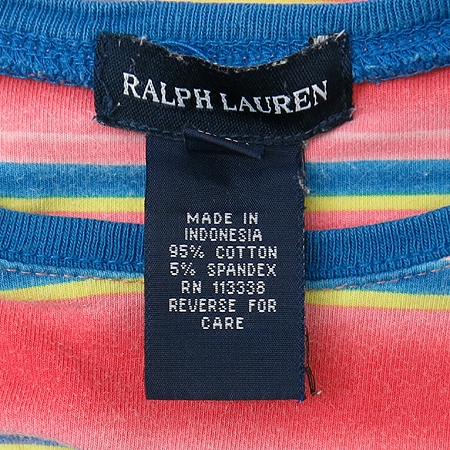 RALPH LAUREN
MADE IN
INDONESIA
95% COTTON
5% SPANDEX
RN 113338
REVERSE FOR
CARE